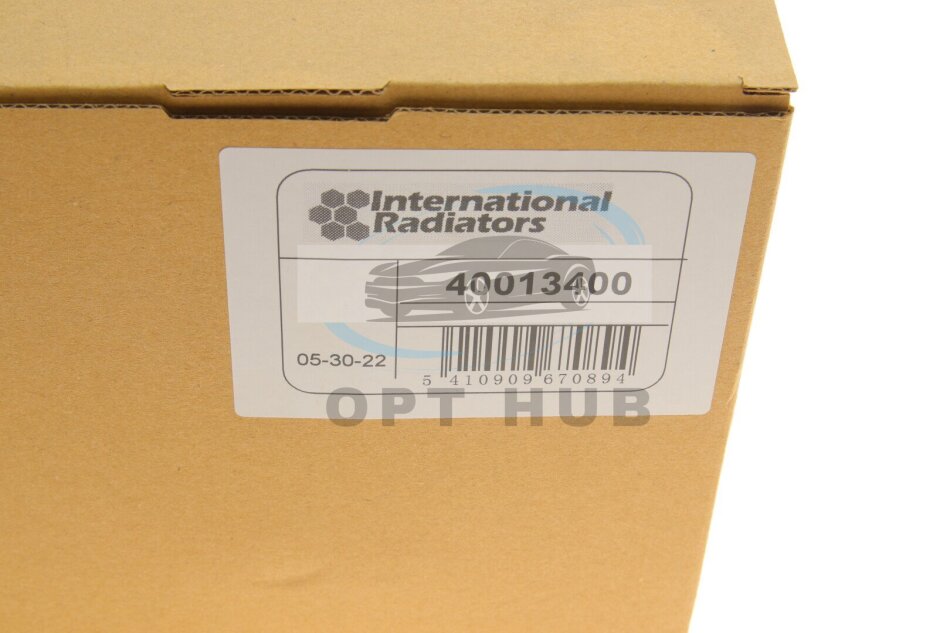 International
Radiators
40013400
05-30-22
5 410909 670894
OPT HUB